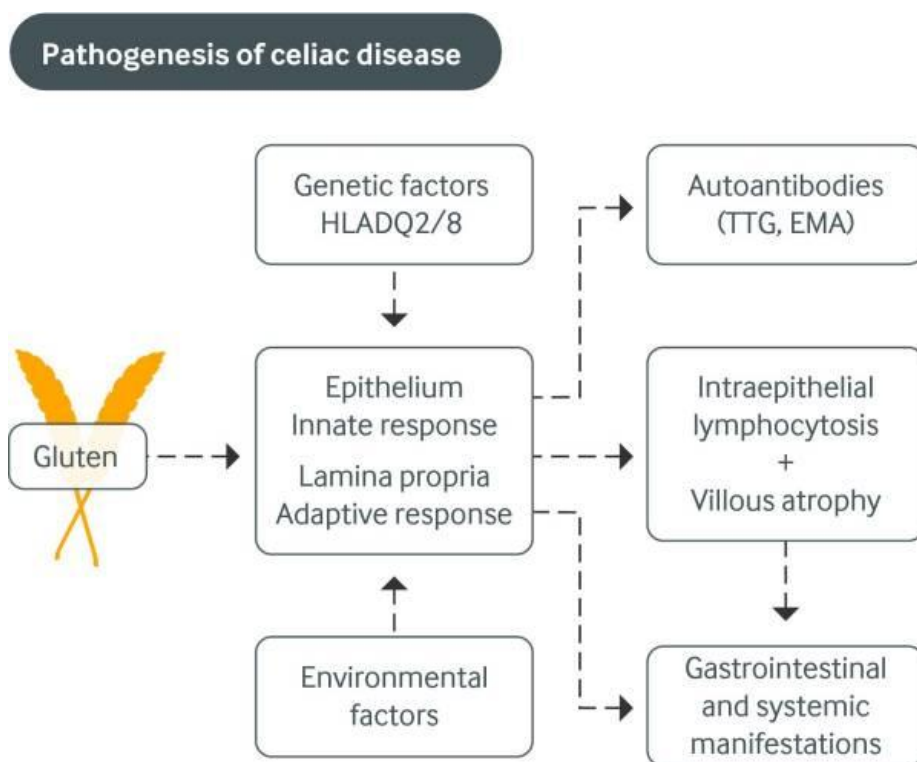 Pathogenesis of celiac disease
Genetic factors
HLADQ2/8
Autoantibodies
(TTG, EMA)
Gluten
Epithelium
Innate response
Lamina propria
Adaptive response
Intraepithelial
lymphocytosis
+
Villous atrophy
Environmental
factors
Gastrointestinal
and systemic
manifestations